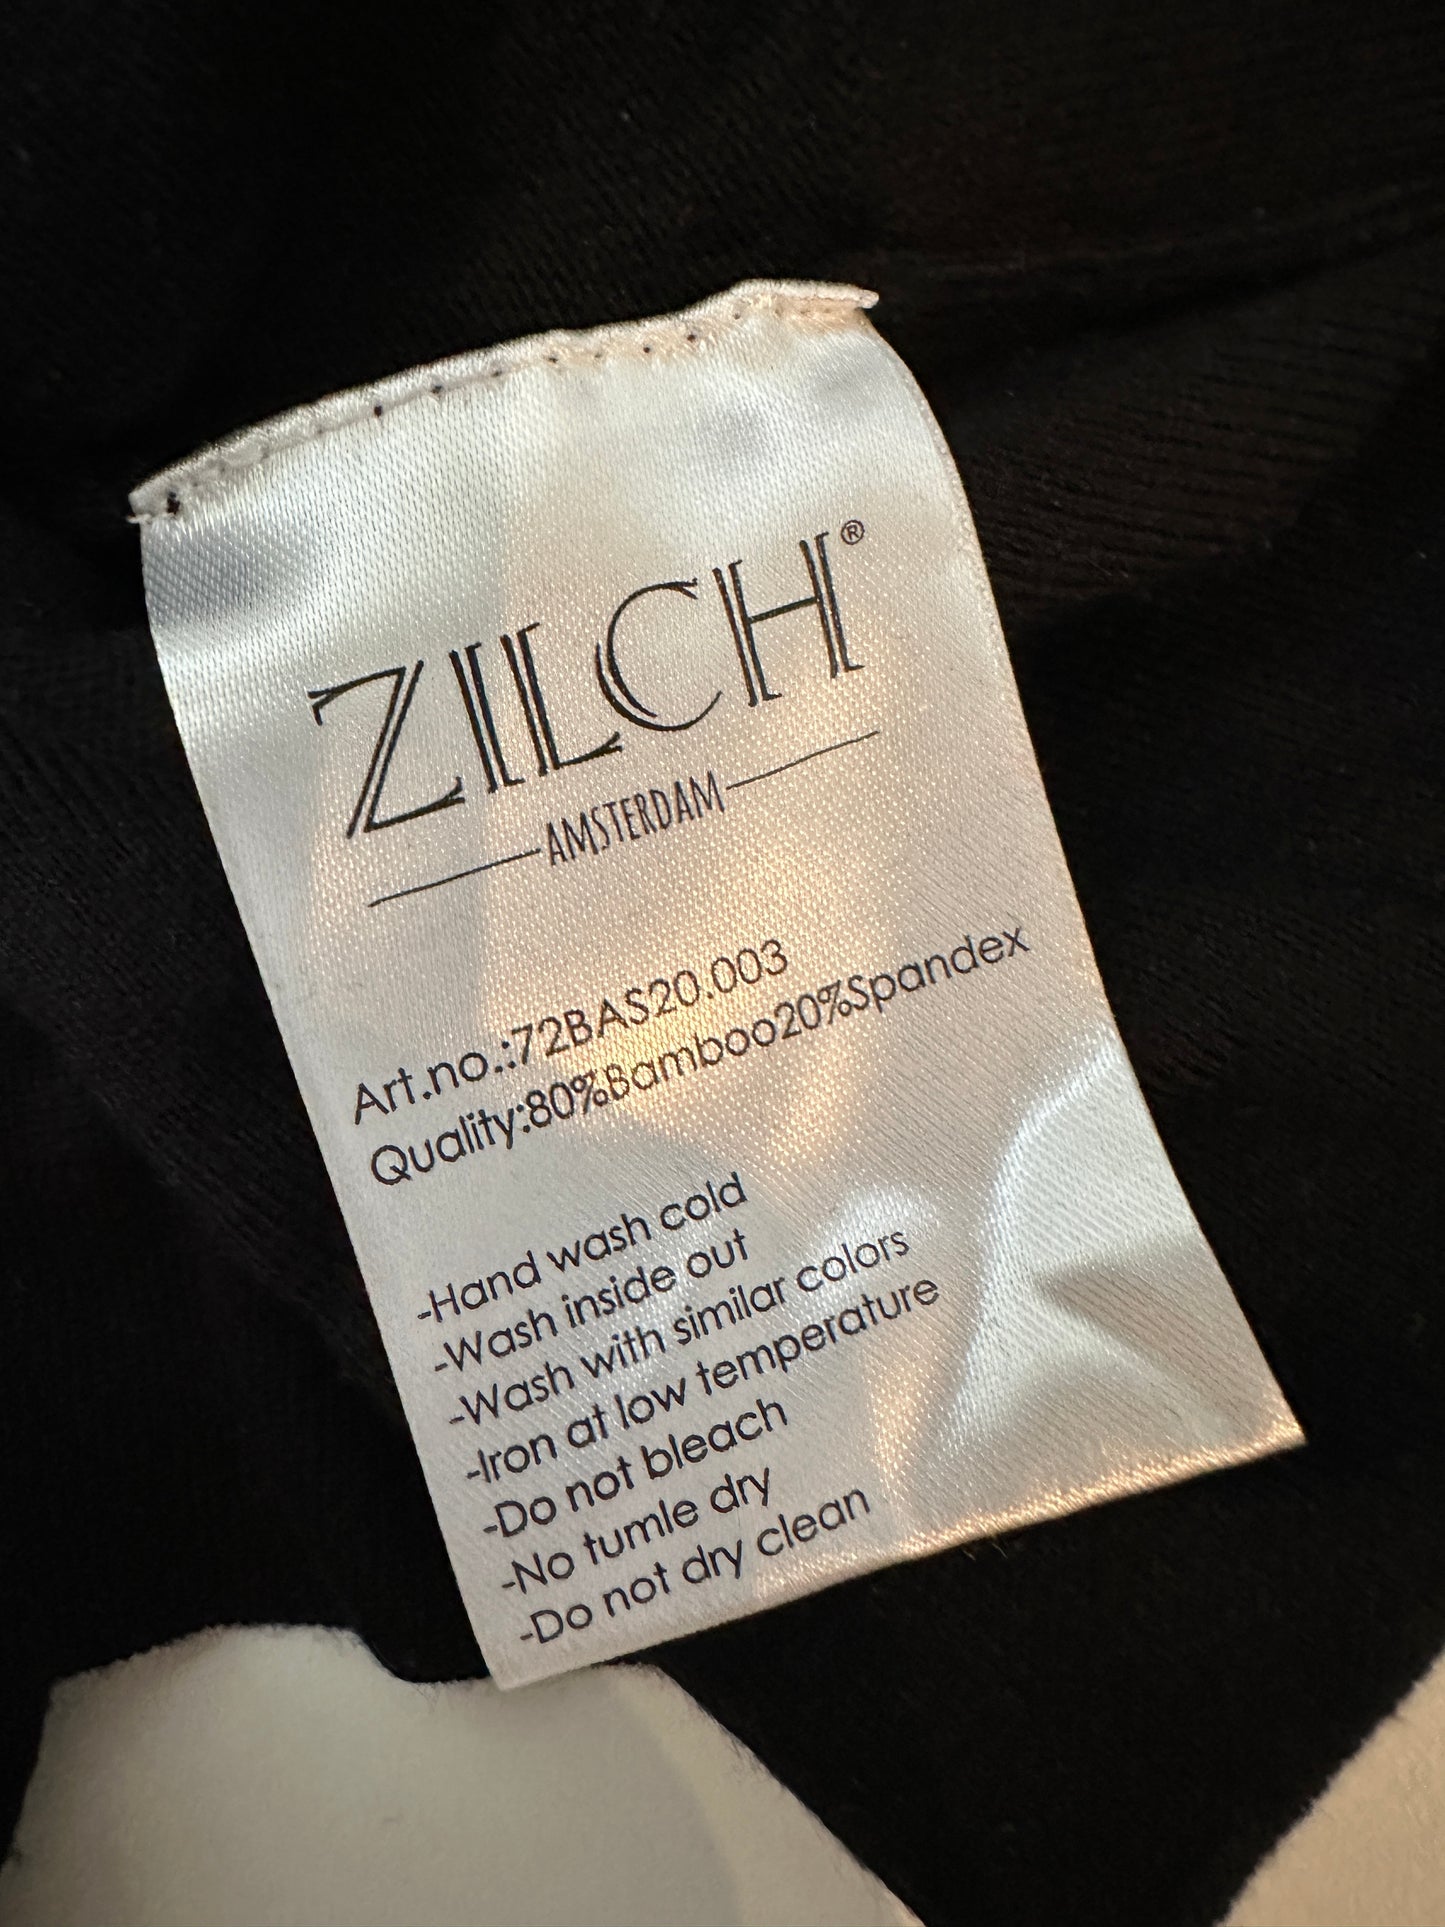 ZILCH®
AMSTERDAM
Art.no.:72BAS20.003
Quality:80%Bamboo20%Spandex
-Hand wash cold
-Wash inside out
-Wash with similar colors
-Iron at low temperature
-Do not bleach
-No tumle dry
-Do not dry clean